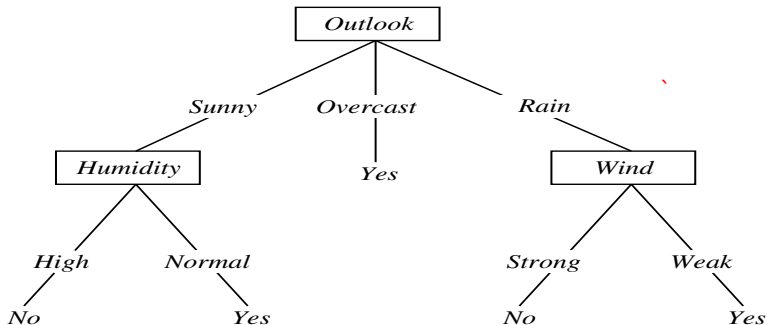 Outlook
Sunny Overcast Rain
Humidity Yes Wind
High Normal Strong Weak
No Yes No Yes